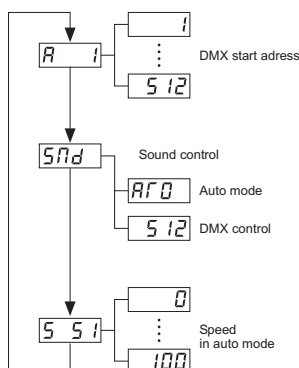 1
A 1
DMX start adress
512
Snd
Sound control
ATO
Auto mode
512
DMX control
0
S 51
Speed
in auto mode
100